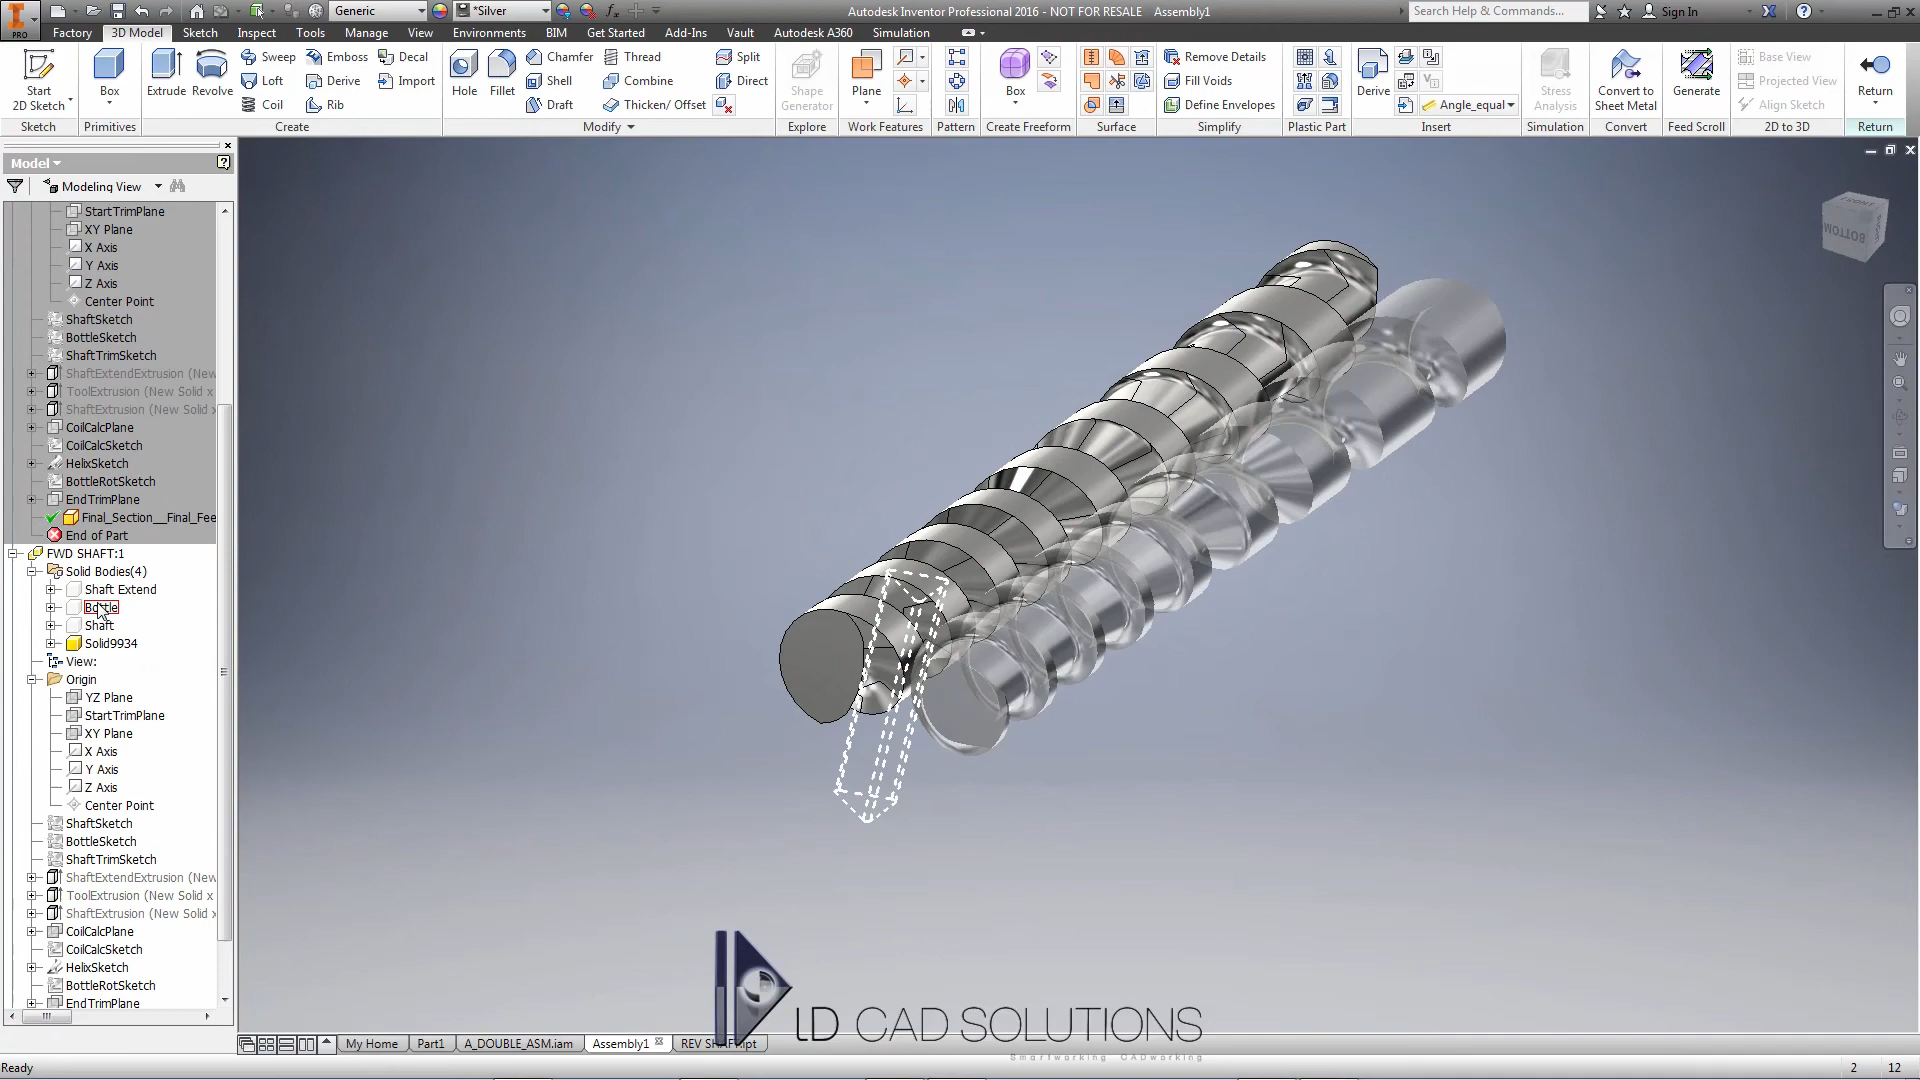 Generic
*Silver
Autodesk Inventor Professional 2016 - NOT FOR RESALE Assembly1
Search Help & Commands...
Sign In
PRO
Factory
3D Model
Sketch
Inspect
Tools
Manage
View
Environments
BIM
Get Started
Add-Ins
Vault
Autodesk A360
Simulation
Start
2D Sketch
Box
Extrude
Revolve
Sweep
Emboss
Decal
Loft
Derive
Import
Coil
Rib
Hole
Fillet
Chamfer
Thread
Split
Shell
Combine
Direct
Draft
Thicken/ Offset
Shape
Generator
Plane
Box
Remove Details
Fill Voids
Define Envelopes
Derive
Angle_equal
Stress
Analysis
Convert to
Sheet Metal
Generate
Base View
Projected View
Align Sketch
Return
Sketch
Primitives
Create
Modify
Explore
Work Features
Pattern
Create Freeform
Surface
Simplify
Plastic Part
Insert
Simulation
Convert
Feed Scroll
2D to 3D
Return
Model
Modeling View
StartTrimPlane
XY Plane
X Axis
Y Axis
Z Axis
Center Point
ShaftSketch
BottleSketch
ShaftTrimSketch
ShaftExtendExtrusion (New
ToolExtrusion (New Solid x
ShaftExtrusion (New Solid x
CoilCalcPlane
CoilCalcSketch
HelixSketch
BottleRotSketch
EndTrimPlane
Final_Section__Final_Fee
End of Part
FWD SHAFT:1
Solid Bodies(4)
Shaft Extend
Bottle
Shaft
Solid9934
View:
Origin
YZ Plane
StartTrimPlane
XY Plane
X Axis
Y Axis
Z Axis
Center Point
ShaftSketch
BottleSketch
ShaftTrimSketch
ShaftExtendExtrusion (New
ToolExtrusion (New Solid x
ShaftExtrusion (New Solid x
CoilCalcPlane
CoilCalcSketch
HelixSketch
BottleRotSketch
EndTrimPlane
FRONT
BOTTOM
LD CAD SOLUTIONS
Smartworking CADworking
My Home
Part1
A_DOUBLE_ASM.iam
Assembly1
REV SHAFT.ipt
Ready
2
12